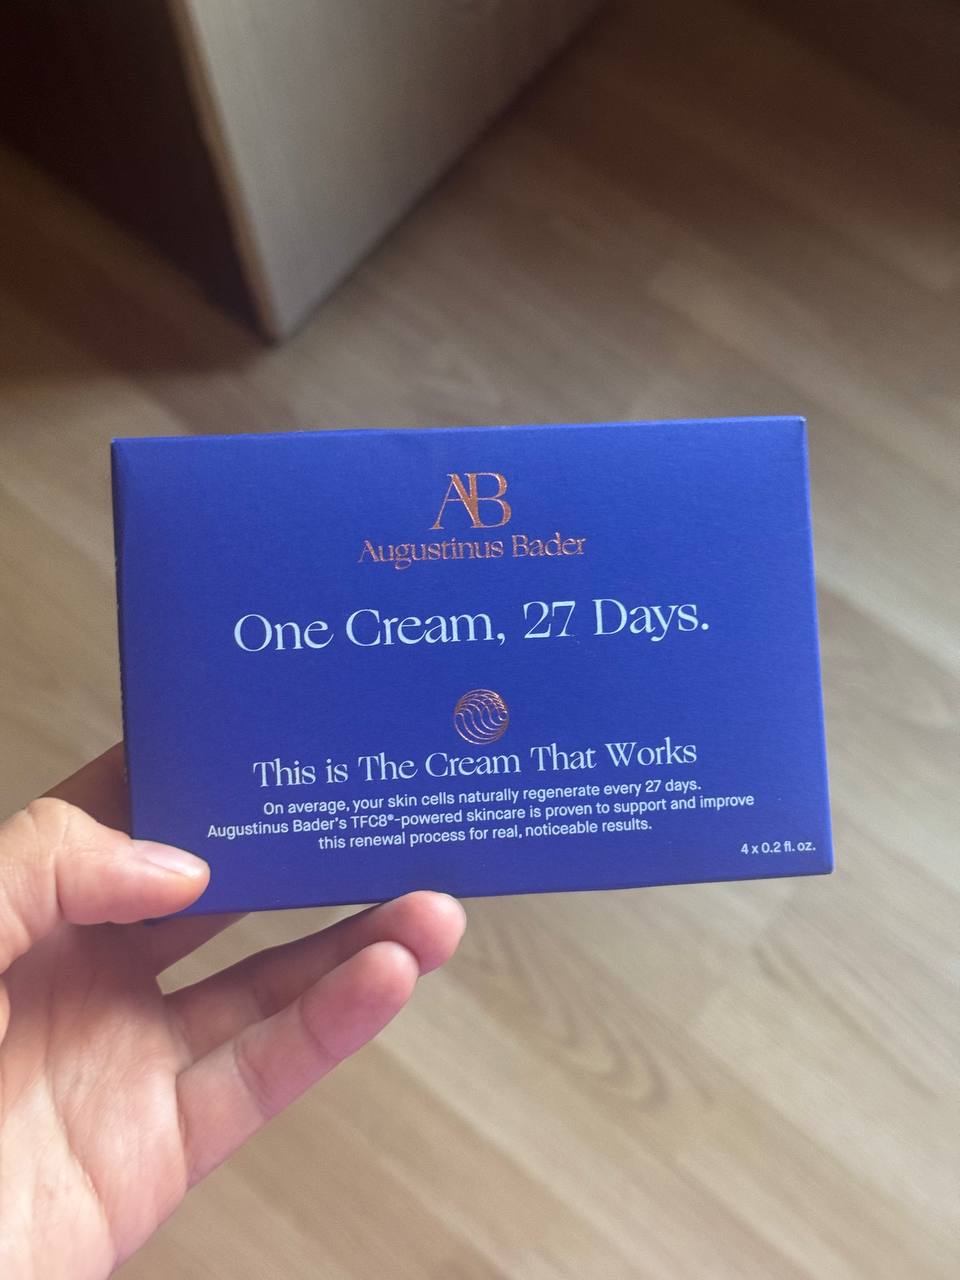 AB
Augustinus Bader
One Cream, 27 Days.
This is The Cream That Works
On average, your skin cells naturally regenerate every 27 days.
Augustinus Bader's TFC8®-powered skincare is proven to support and improve
this renewal process for real, noticeable results.
4 x 0.2 fl. oz.